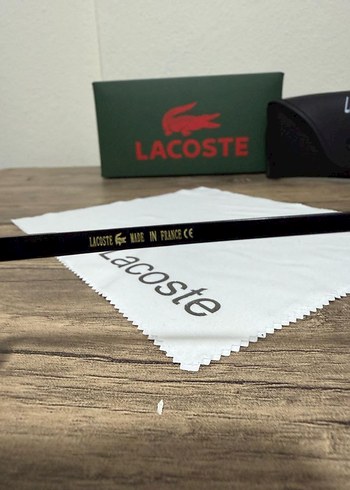 LACOSTE
L
LACOSTE MADE IN FRANCE CE
Lacoste